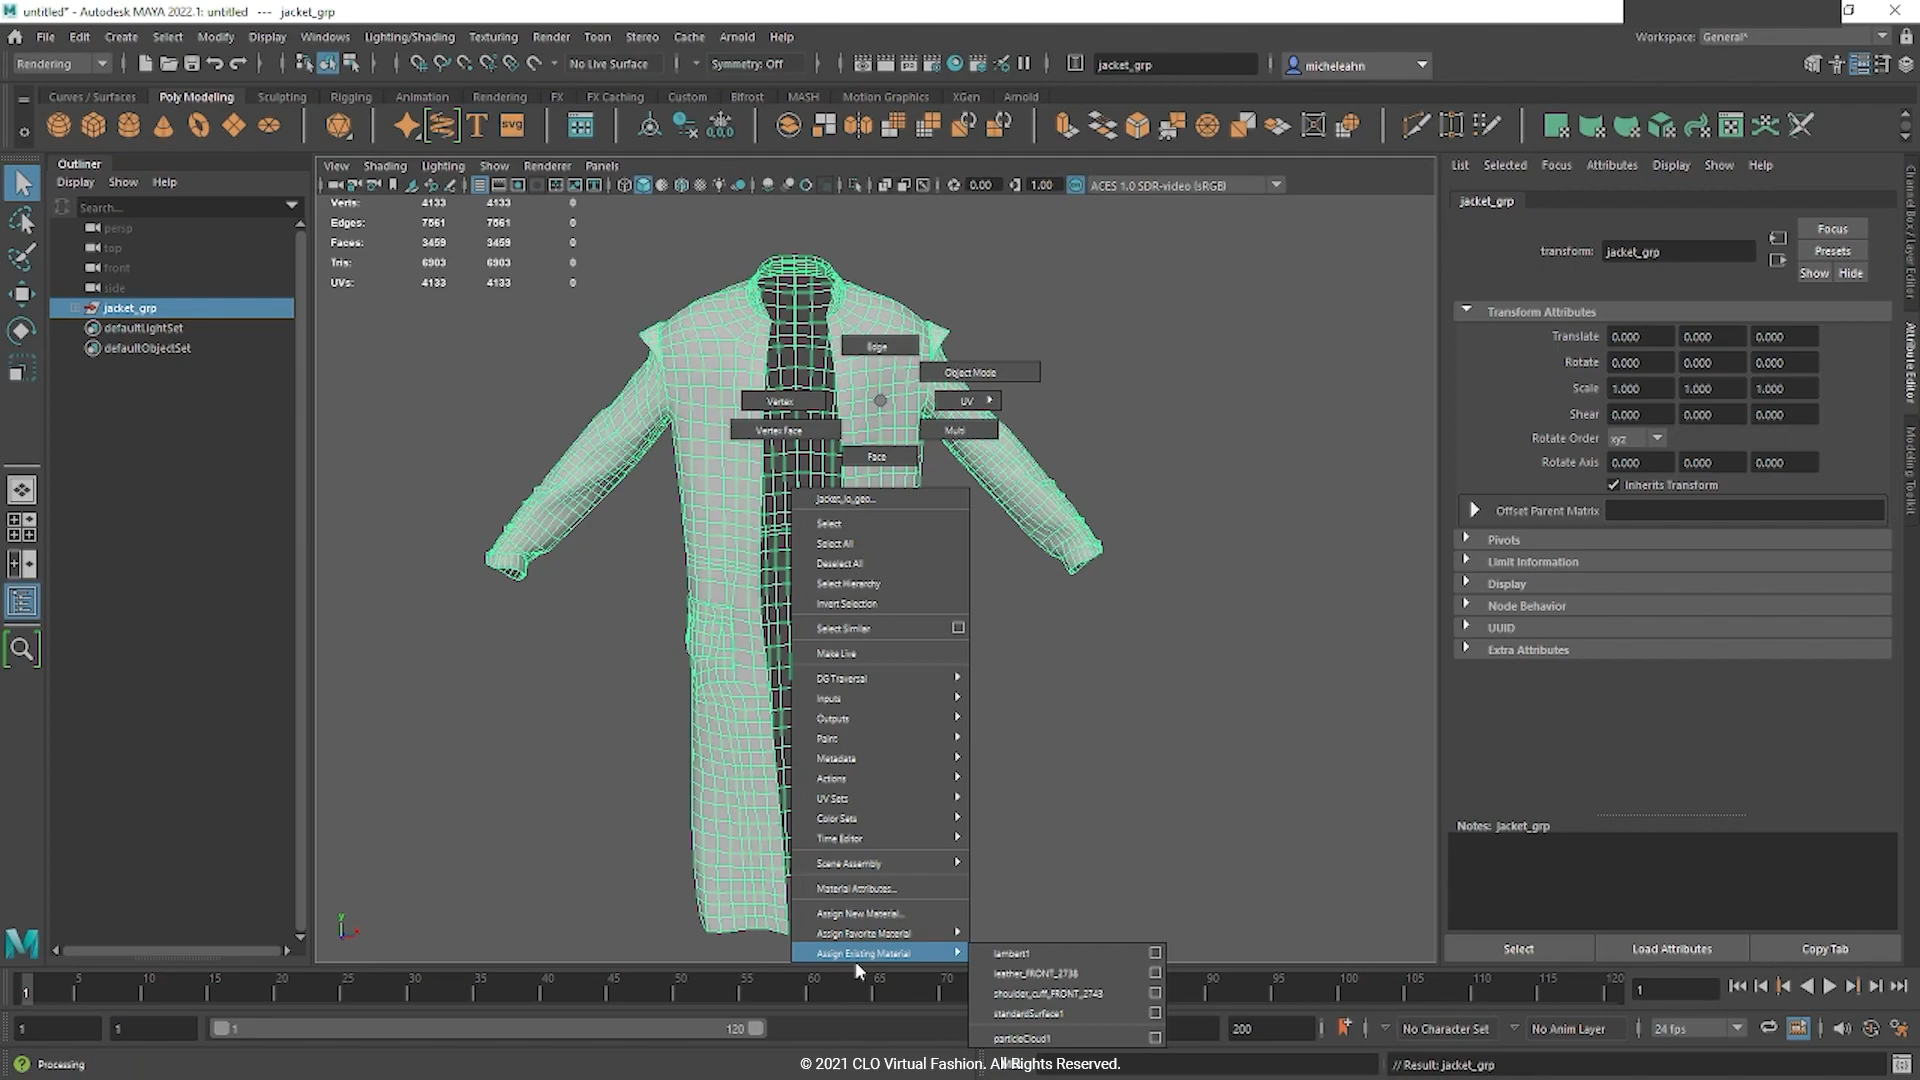 untitled* - Autodesk MAYA 2022.1: untitled --- jacket_grp
File Edit Create Select Modify Display Windows Lighting/Shading Texturing Render Toon Stereo Cache Arnold Help
Workspace: General*
Rendering No Live Surface Symmetry: Off jacket_grp micheleahn
Curves / Surfaces Poly Modeling Sculpting Rigging Animation Rendering FX FX Caching Custom Bifrost MASH Motion Graphics XGen Arnold
SVG
Outliner
Display Show Help
Search...
persp
top
front
side
jacket_grp
defaultLightSet
defaultObjectSet
View Shading Lighting Show Renderer Panels
0.00 1.00 ACES 1.0 SDR-video (sRGB)
Verts: 4133 4133 0
Edges: 7561 7561 0
Faces: 3459 3459 0
Tris: 6903 6903 0
UVs: 4133 4133 0
Edge
Object Mode
Vertex
UV
Vertex Face
Multi
Face
jacket_lo_geo...
Select
Select All
Deselect All
Select Hierarchy
Invert Selection
Select Similar
Make Live
DG Traversal
Inputs
Outputs
Paint
Metadata
Actions
UV Sets
Color Sets
Time Editor
Scene Assembly
Material Attributes...
Assign New Material...
Assign Favorite Material
Assign Existing Material
lambert1
leather_FRONT_2738
shoulder_cuff_FRONT_2743
standardSurface1
particleCloud1
y
List Selected Focus Attributes Display Show Help
jacket_grp
transform: jacket_grp
Focus
Presets
Show Hide
Transform Attributes
Translate 0.000 0.000 0.000
Rotate 0.000 0.000 0.000
Scale 1.000 1.000 1.000
Shear 0.000 0.000 0.000
Rotate Order xyz
Rotate Axis 0.000 0.000 0.000
Inherits Transform
Offset Parent Matrix
Pivots
Limit Information
Display
Node Behavior
UUID
Extra Attributes
Notes: jacket_grp
Select Load Attributes Copy Tab
Channel Box / Layer Editor
Attribute Editor
Modeling Toolkit
1 5 10 15 20 25 30 35 40 45 50 55 60 65 70 90 95 100 105 110 115 120
1
1 1 1 120 200 No Character Set No Anim Layer 24 fps
Processing
© 2021 CLO Virtual Fashion. All Rights Reserved.
// Result: jacket_grp